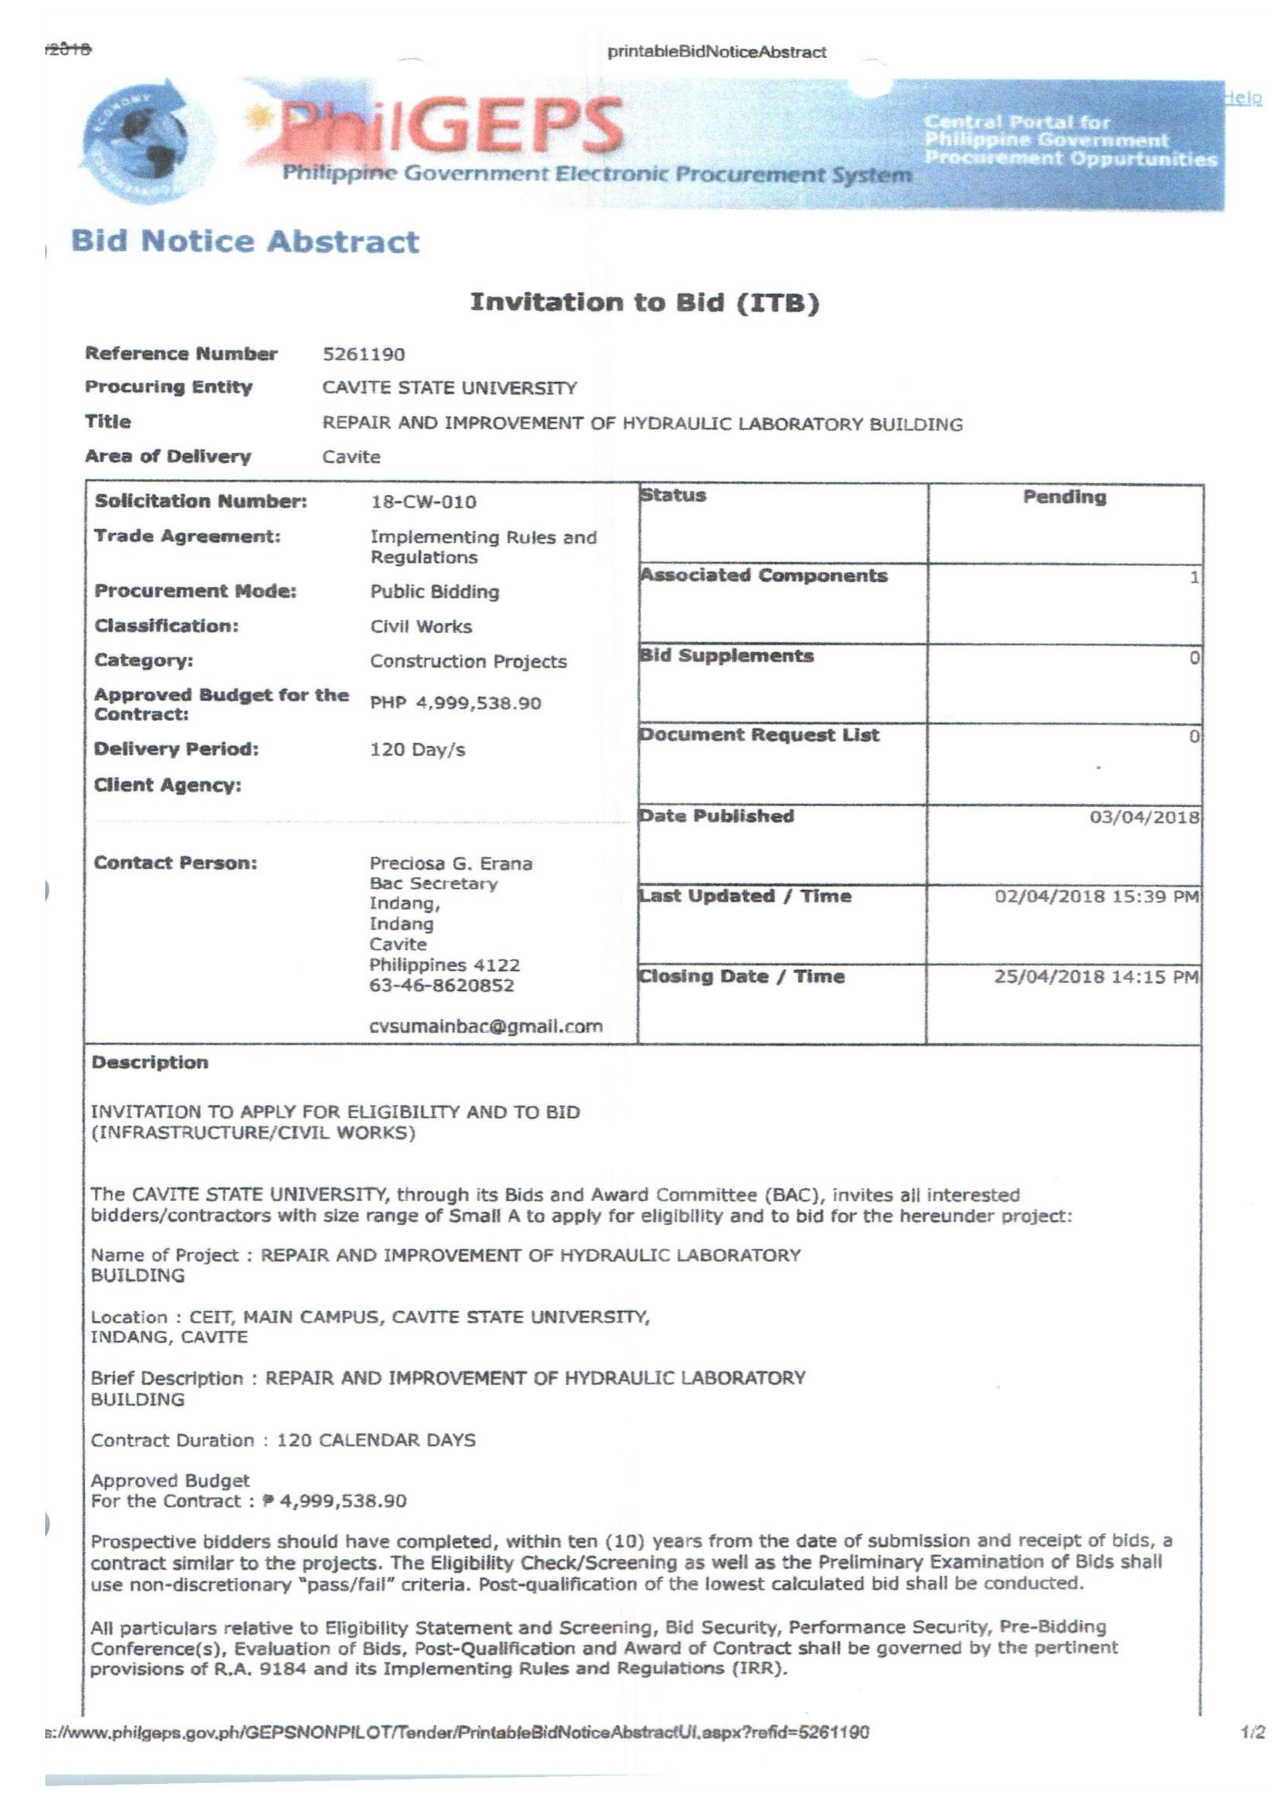 /2018
printableBidNoticeAbstract
Help
ECONOMY
PhilGEPS
Philippine Government Electronic Procurement System
Central Portal for
Philippine Government
Procurement Oppurtunities
Bid Notice Abstract
Invitation to Bid (ITB)
Reference Number 5261190
Procuring Entity CAVITE STATE UNIVERSITY
Title REPAIR AND IMPROVEMENT OF HYDRAULIC LABORATORY BUILDING
Area of Delivery Cavite
Solicitation Number: 18-CW-010
Trade Agreement: Implementing Rules and
Regulations
Procurement Mode: Public Bidding
Classification: Civil Works
Category: Construction Projects
Approved Budget for the
Contract: PHP 4,999,538.90
Delivery Period: 120 Day/s
Client Agency:
Contact Person: Preciosa G. Erana
Bac Secretary
Indang,
Indang
Cavite
Philippines 4122
63-46-8620852
cvsumainbac@gmail.com
Status Pending
Associated Components 1
Bid Supplements 0
Document Request List 0
Date Published 03/04/2018
Last Updated / Time 02/04/2018 15:39 PM
Closing Date / Time 25/04/2018 14:15 PM
Description
INVITATION TO APPLY FOR ELIGIBILITY AND TO BID
(INFRASTRUCTURE/CIVIL WORKS)
The CAVITE STATE UNIVERSITY, through its Bids and Award Committee (BAC), invites all interested
bidders/contractors with size range of Small A to apply for eligibility and to bid for the hereunder project:
Name of Project : REPAIR AND IMPROVEMENT OF HYDRAULIC LABORATORY
BUILDING
Location : CEIT, MAIN CAMPUS, CAVITE STATE UNIVERSITY,
INDANG, CAVITE
Brief Description : REPAIR AND IMPROVEMENT OF HYDRAULIC LABORATORY
BUILDING
Contract Duration : 120 CALENDAR DAYS
Approved Budget
For the Contract : ₱ 4,999,538.90
Prospective bidders should have completed, within ten (10) years from the date of submission and receipt of bids, a
contract similar to the projects. The Eligibility Check/Screening as well as the Preliminary Examination of Bids shall
use non-discretionary "pass/fail" criteria. Post-qualification of the lowest calculated bid shall be conducted.
All particulars relative to Eligibility Statement and Screening, Bid Security, Performance Security, Pre-Bidding
Conference(s), Evaluation of Bids, Post-Qualification and Award of Contract shall be governed by the pertinent
provisions of R.A. 9184 and its Implementing Rules and Regulations (IRR).
s://www.philgeps.gov.ph/GEPSNONPILOT/Tender/PrintableBidNoticeAbstractUI.aspx?refid=5261190
1/2